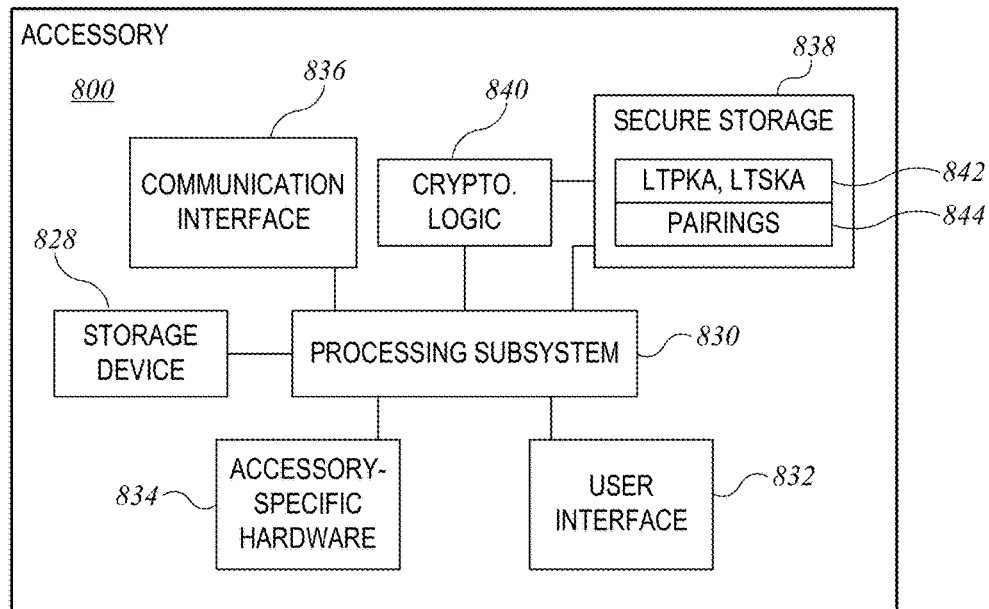 ACCESSORY
800
836
840
838
COMMUNICATION
INTERFACE
CRYPTO.
LOGIC
SECURE STORAGE
LTPKA, LTSKA
842
PAIRINGS
844
828
STORAGE
DEVICE
PROCESSING SUBSYSTEM
830
834
ACCESSORY-
SPECIFIC
HARDWARE
USER
INTERFACE
832